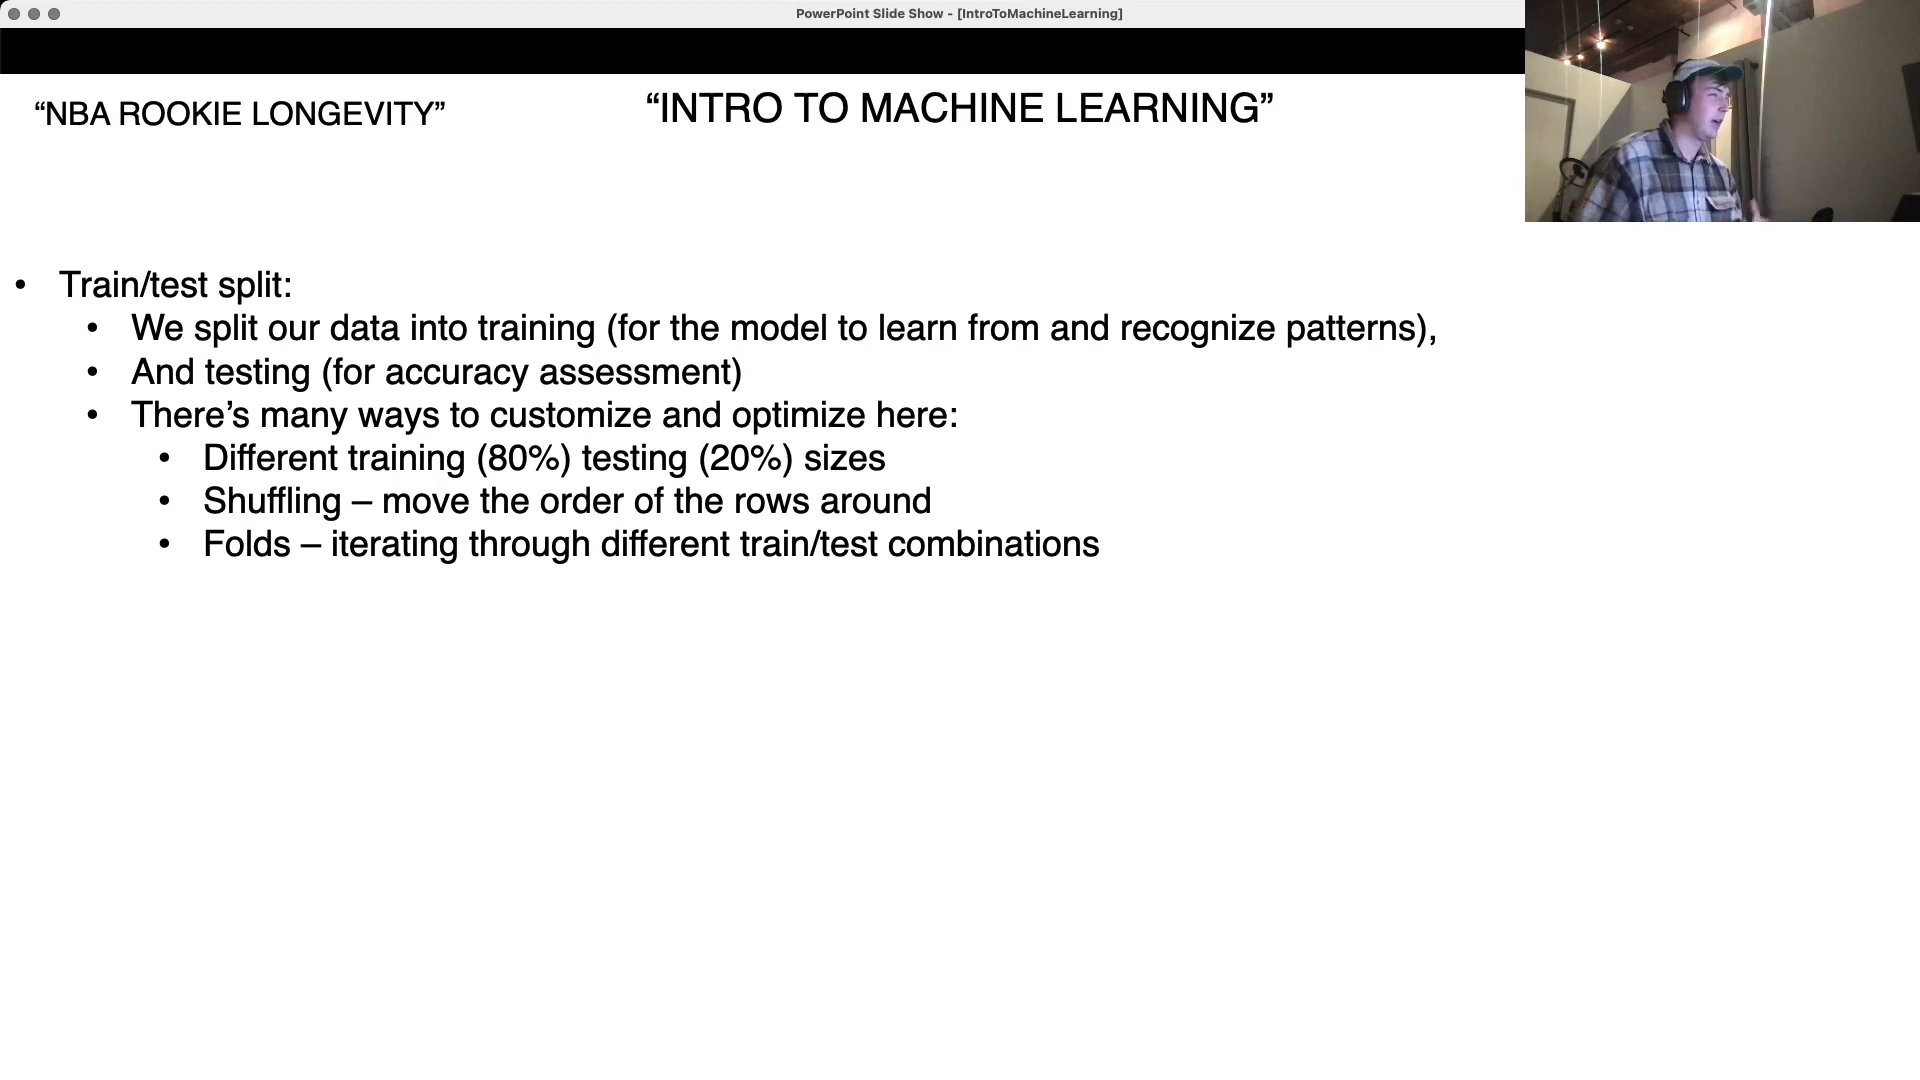 PowerPoint Slide Show - [IntroToMachineLearning]
“NBA ROOKIE LONGEVITY”
“INTRO TO MACHINE LEARNING”
• Train/test split:
• We split our data into training (for the model to learn from and recognize patterns),
• And testing (for accuracy assessment)
• There’s many ways to customize and optimize here:
• Different training (80%) testing (20%) sizes
• Shuffling – move the order of the rows around
• Folds – iterating through different train/test combinations